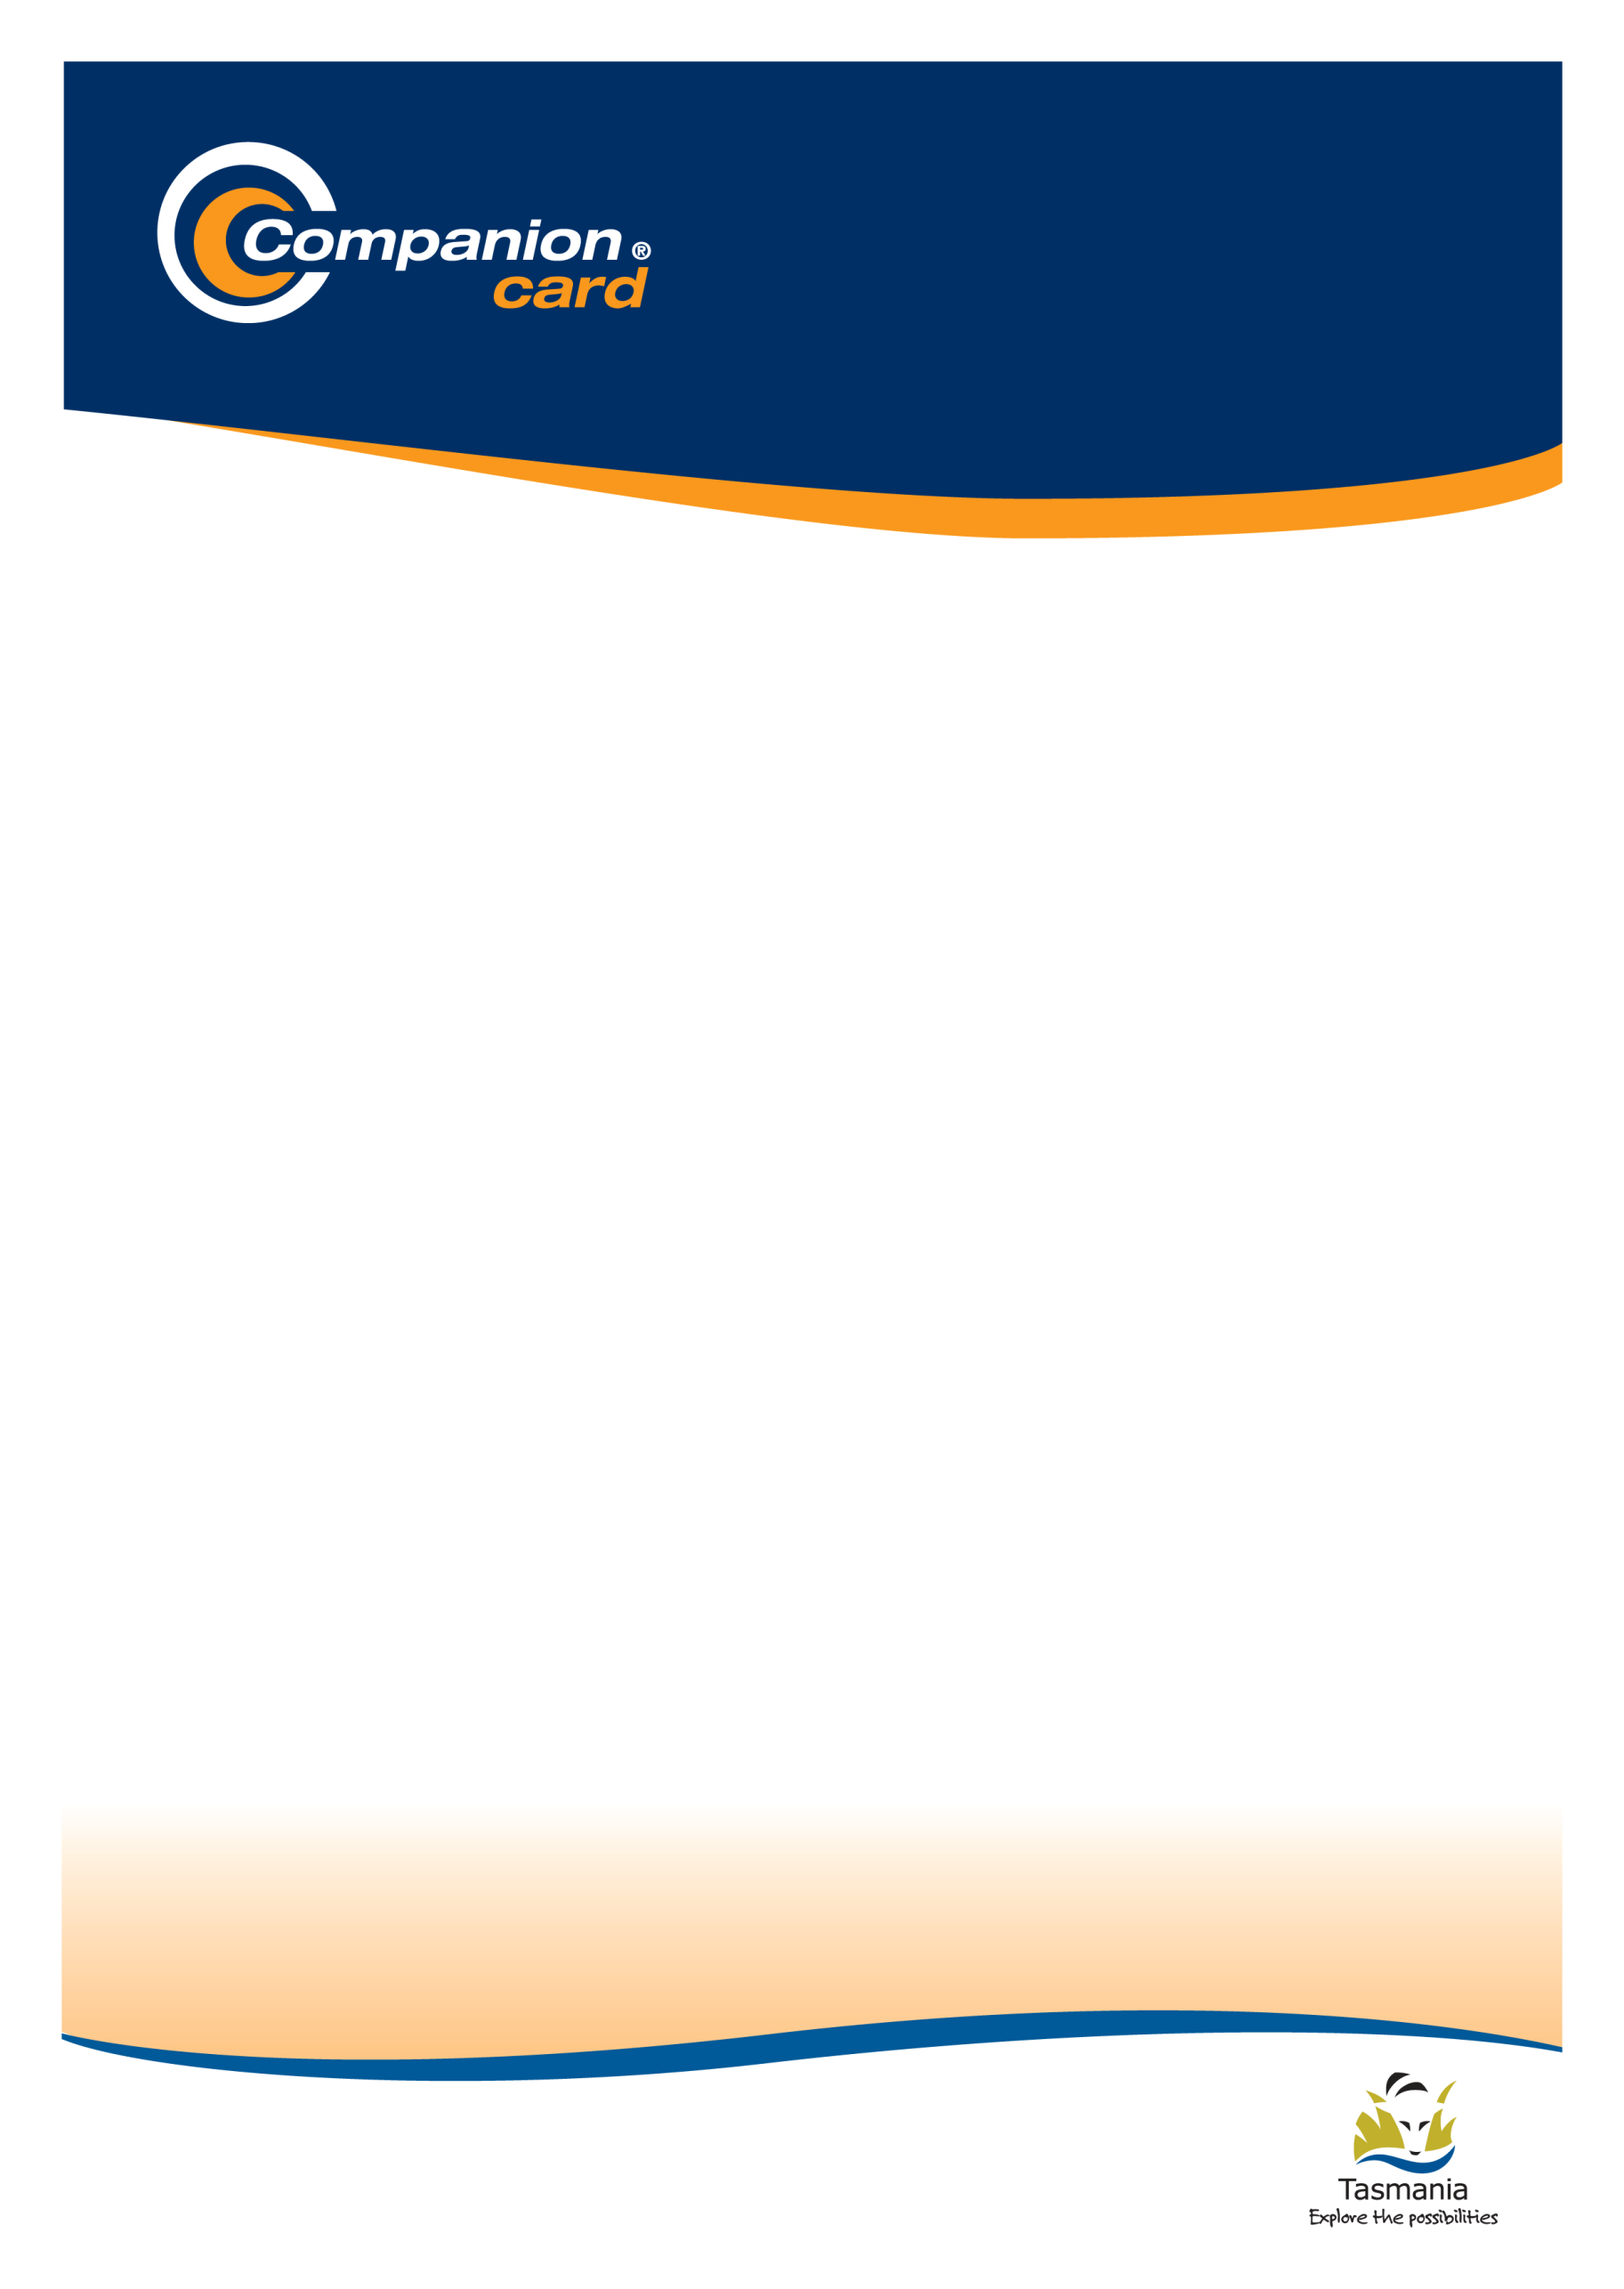 Companion®
card
Tasmania
Explore the possibilities